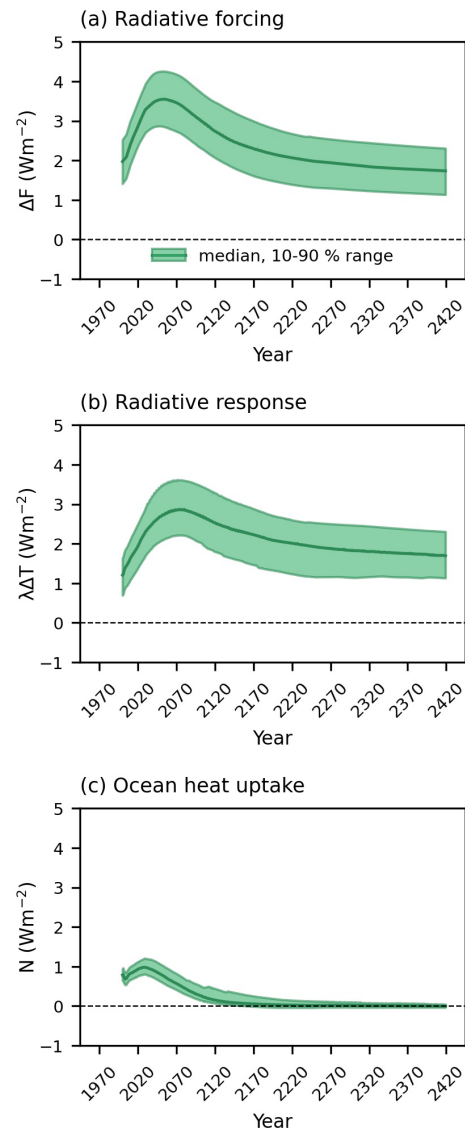 (a) Radiative forcing
5
4
3
2
1
0
−1
ΔF (Wm⁻²)
median, 10-90 % range
1970 2020 2070 2120 2170 2220 2270 2320 2370 2420
Year
(b) Radiative response
5
4
3
2
1
0
−1
λΔT (Wm⁻²)
1970 2020 2070 2120 2170 2220 2270 2320 2370 2420
Year
(c) Ocean heat uptake
5
4
3
2
1
0
−1
N (Wm⁻²)
1970 2020 2070 2120 2170 2220 2270 2320 2370 2420
Year